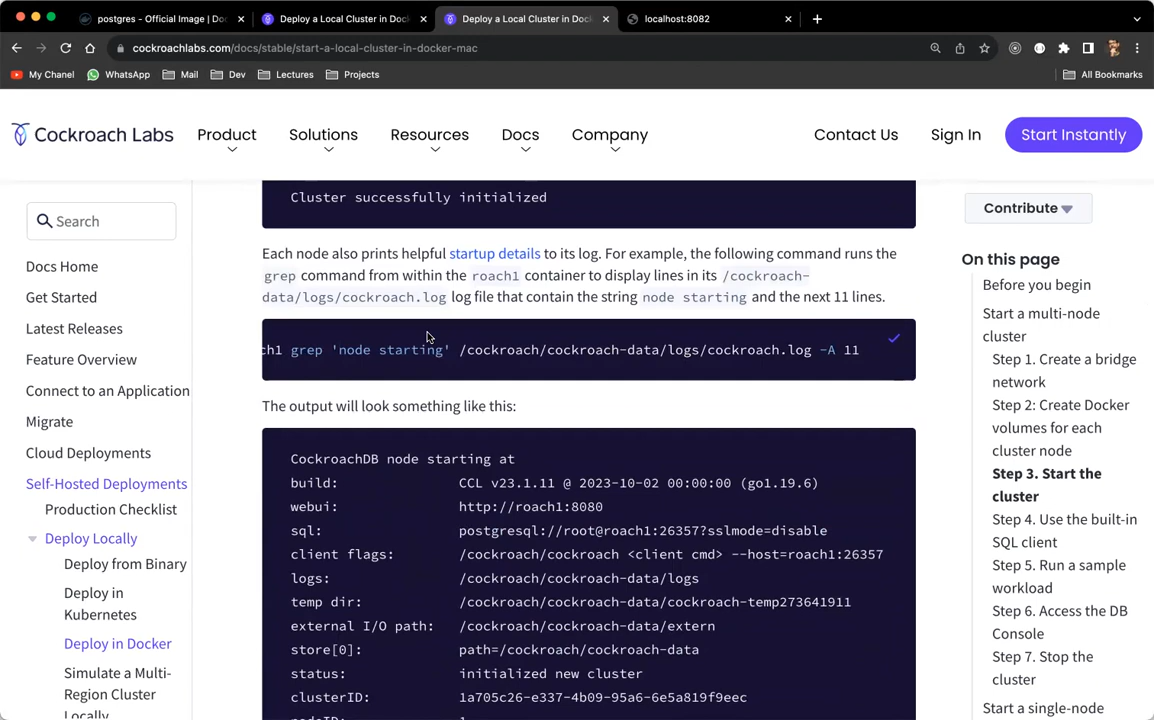 postgres - Official Image | Do
Deploy a Local Cluster in Dock
Deploy a Local Cluster in Doc
localhost:8082
cockroachlabs.com/docs/stable/start-a-local-cluster-in-docker-mac
My Chanel
WhatsApp
Mail
Dev
Lectures
Projects
All Bookmarks
Cockroach Labs
Product
Solutions
Resources
Docs
Company
Contact Us
Sign In
Start Instantly
Search
Docs Home
Get Started
Latest Releases
Feature Overview
Connect to an Application
Migrate
Cloud Deployments
Self-Hosted Deployments
Production Checklist
Deploy Locally
Deploy from Binary
Deploy in
Kubernetes
Deploy in Docker
Simulate a Multi-
Region Cluster
Locally
Cluster successfully initialized
Each node also prints helpful startup details to its log. For example, the following command runs the
grep command from within the roach1 container to display lines in its /cockroach-
data/logs/cockroach.log log file that contain the string node starting and the next 11 lines.
ch1 grep 'node starting' /cockroach/cockroach-data/logs/cockroach.log -A 11
The output will look something like this:
CockroachDB node starting at
build: CCL v23.1.11 @ 2023-10-02 00:00:00 (go1.19.6)
webui: http://roach1:8080
sql: postgresql://root@roach1:26357?sslmode=disable
client flags: /cockroach/cockroach <client cmd> --host=roach1:26357
logs: /cockroach/cockroach-data/logs
temp dir: /cockroach/cockroach-data/cockroach-temp273641911
external I/O path: /cockroach/cockroach-data/extern
store[0]: path=/cockroach/cockroach-data
status: initialized new cluster
clusterID: 1a705c26-e337-4b09-95a6-6e5a819f9eec
Contribute
On this page
Before you begin
Start a multi-node
cluster
Step 1. Create a bridge
network
Step 2: Create Docker
volumes for each
cluster node
Step 3. Start the
cluster
Step 4. Use the built-in
SQL client
Step 5. Run a sample
workload
Step 6. Access the DB
Console
Step 7. Stop the
cluster
Start a single-node